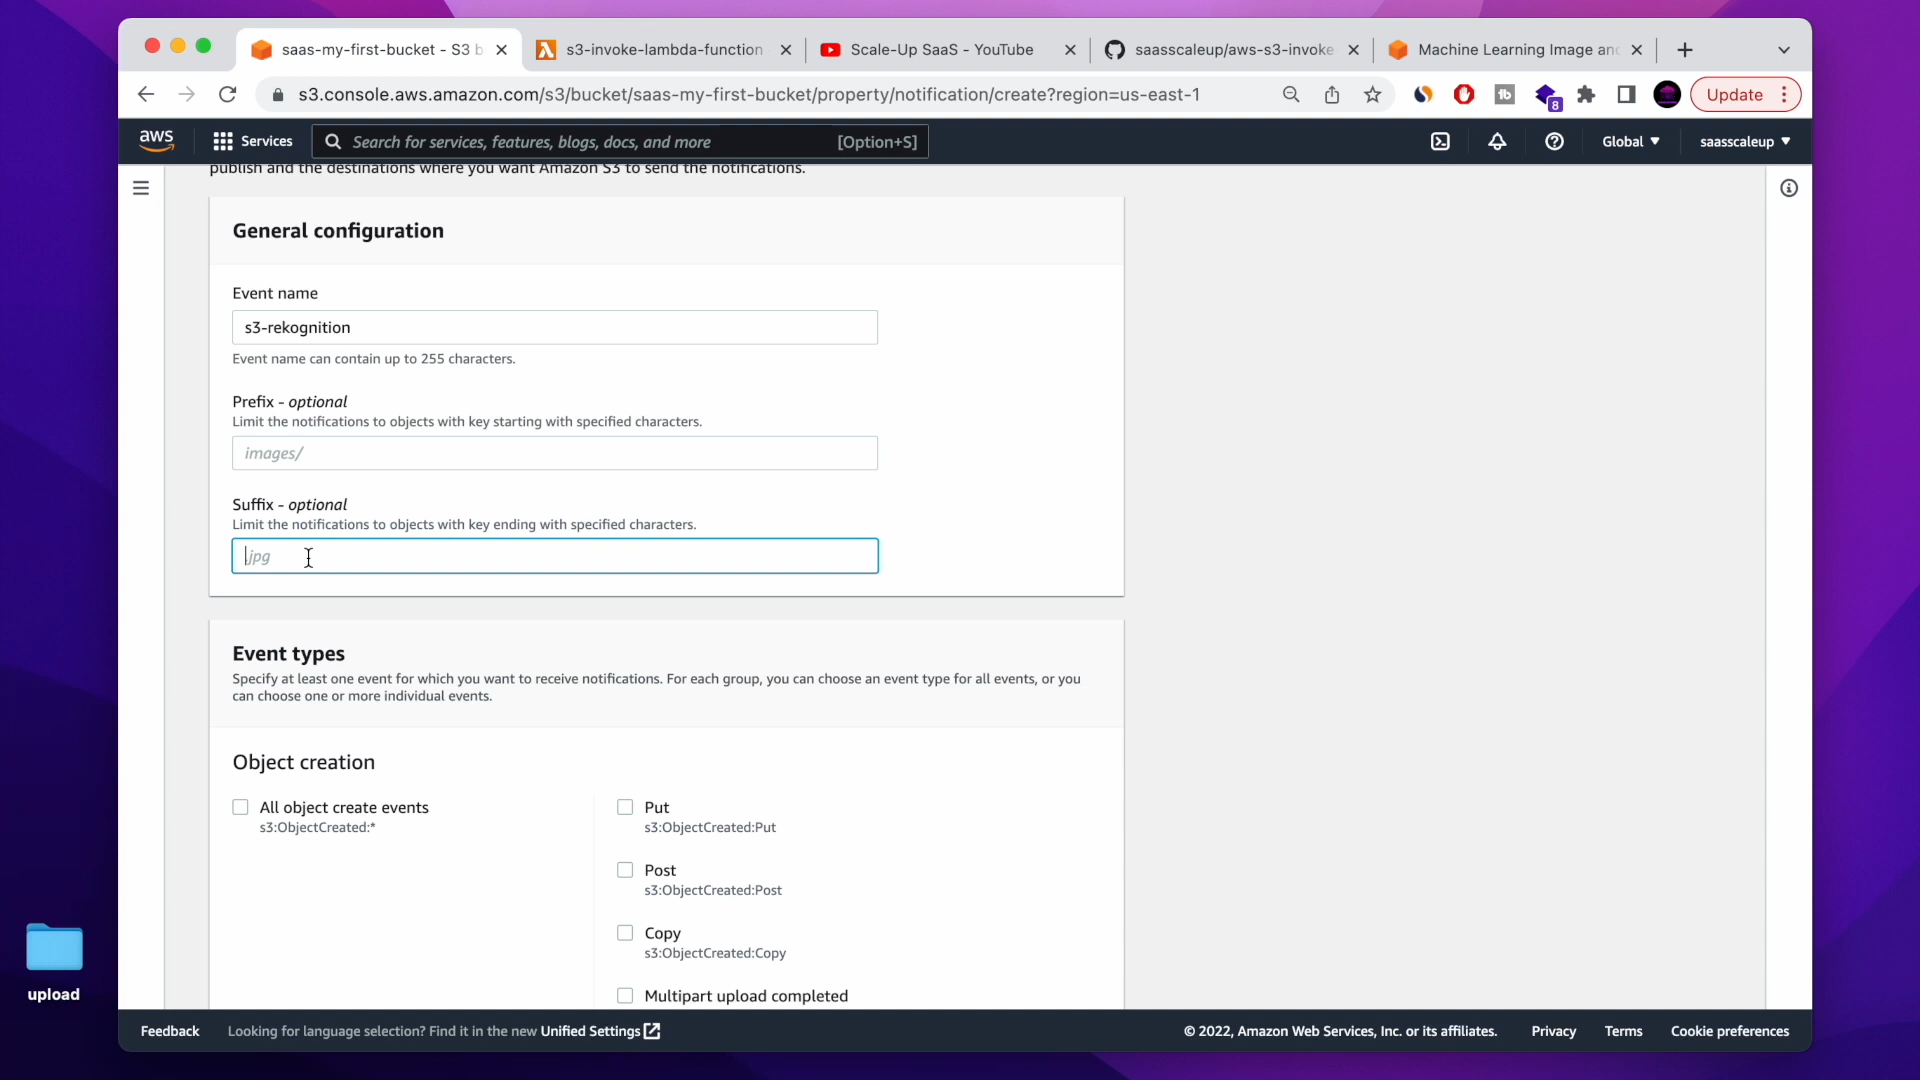 saas-my-first-bucket - S3 b
s3-invoke-lambda-function
Scale-Up SaaS - YouTube
saasscaleup/aws-s3-invoke
Machine Learning Image an
s3.console.aws.amazon.com/s3/bucket/saas-my-first-bucket/property/notification/create?region=us-east-1
tb
8
Update
aws
Services
Search for services, features, blogs, docs, and more
[Option+S]
Global
saasscaleup
publish and the destinations where you want Amazon S3 to send the notifications.
General configuration
Event name
s3-rekognition
Event name can contain up to 255 characters.
Prefix - optional
Limit the notifications to objects with key starting with specified characters.
images/
Suffix - optional
Limit the notifications to objects with key ending with specified characters.
.jpg
Event types
Specify at least one event for which you want to receive notifications. For each group, you can choose an event type for all events, or you
can choose one or more individual events.
Object creation
All object create events
s3:ObjectCreated:*
Put
s3:ObjectCreated:Put
Post
s3:ObjectCreated:Post
Copy
s3:ObjectCreated:Copy
Multipart upload completed
upload
Feedback
Looking for language selection? Find it in the new Unified Settings
© 2022, Amazon Web Services, Inc. or its affiliates.
Privacy
Terms
Cookie preferences